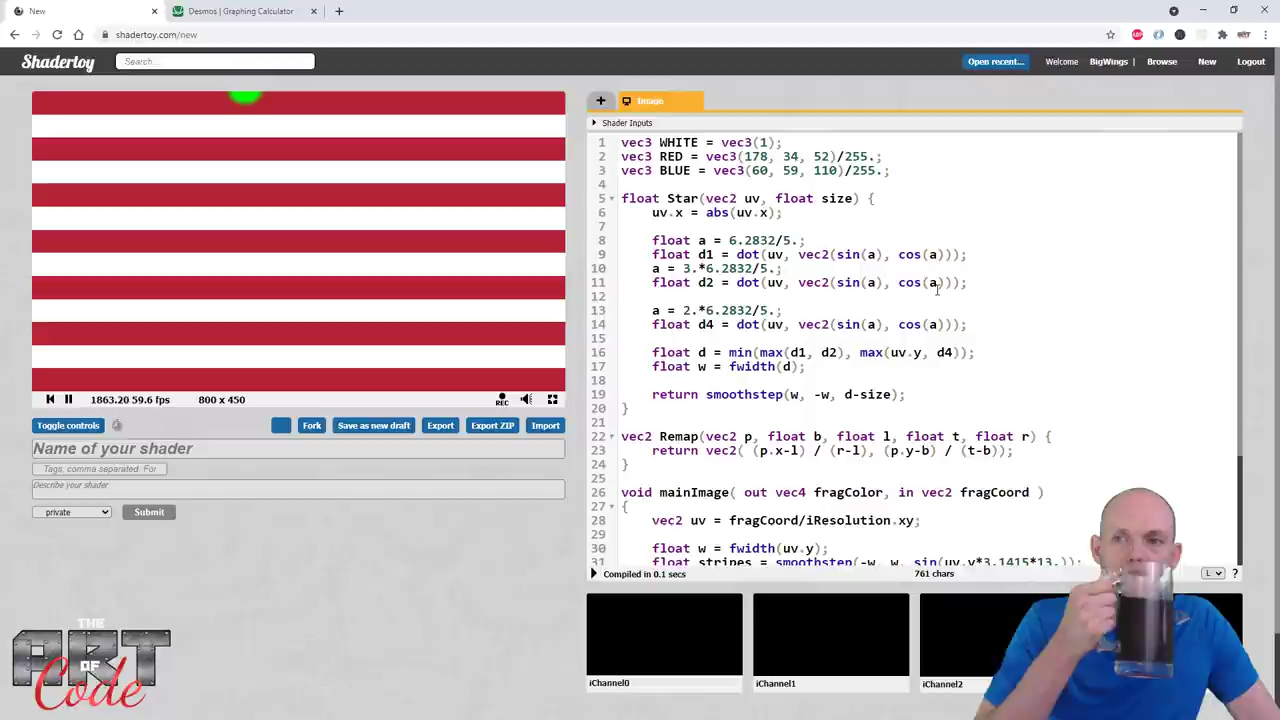 New
Desmos | Graphing Calculator
shadertoy.com/new
Shadertoy
Search...
Open recent...
Welcome
BigWings |
Browse
New
Logout
Image
Shader Inputs
1 vec3 WHITE = vec3(1);
2 vec3 RED = vec3(178, 34, 52)/255.;
3 vec3 BLUE = vec3(60, 59, 110)/255.;
4
5 float Star(vec2 uv, float size) {
6 uv.x = abs(uv.x);
7
8 float a = 6.2832/5.;
9 float d1 = dot(uv, vec2(sin(a), cos(a)));
10 a = 3.*6.2832/5.;
11 float d2 = dot(uv, vec2(sin(a), cos(a)));
12
13 a = 2.*6.2832/5.;
14 float d4 = dot(uv, vec2(sin(a), cos(a)));
15
16 float d = min(max(d1, d2), max(uv.y, d4));
17 float w = fwidth(d);
18
19 return smoothstep(w, -w, d-size);
20 }
21
22 vec2 Remap(vec2 p, float b, float l, float t, float r) {
23 return vec2( (p.x-l) / (r-l), (p.y-b) / (t-b));
24 }
25
26 void mainImage( out vec4 fragColor, in vec2 fragCoord )
27 {
28 vec2 uv = fragCoord/iResolution.xy;
29
30 float w = fwidth(uv.y);
31 float stripes = smoothstep(-w, w, sin(uv.y*3.1415*13.));
1863.20 59.6 fps 800 x 450
REC
Toggle controls
Fork
Save as new draft
Export
Export ZIP
Import
Name of your shader
Tags, comma separated. For
Describe your shader
private
Submit
Compiled in 0.1 secs
761 chars
L
?
iChannel0
iChannel1
iChannel2
THE
ART
OF
Code